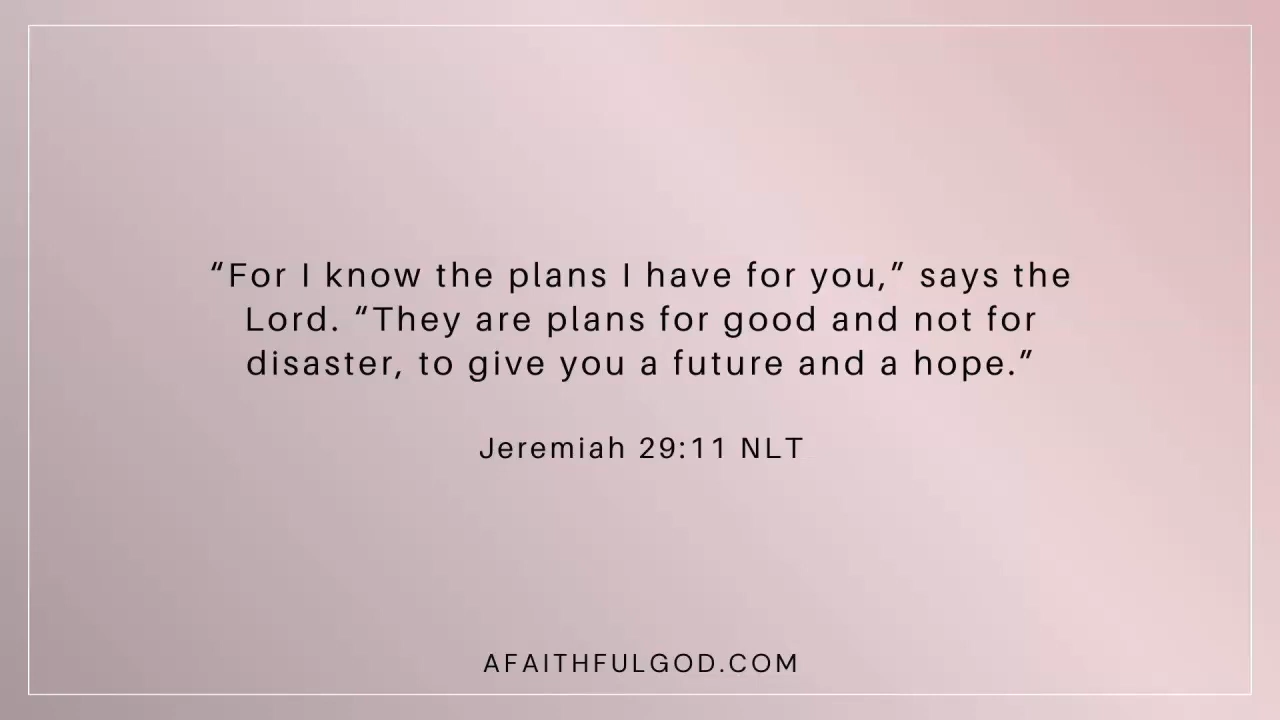 “For I know the plans I have for you,” says the
Lord. “They are plans for good and not for
disaster, to give you a future and a hope.”
Jeremiah 29:11 NLT
AFAITHFULGOD.COM